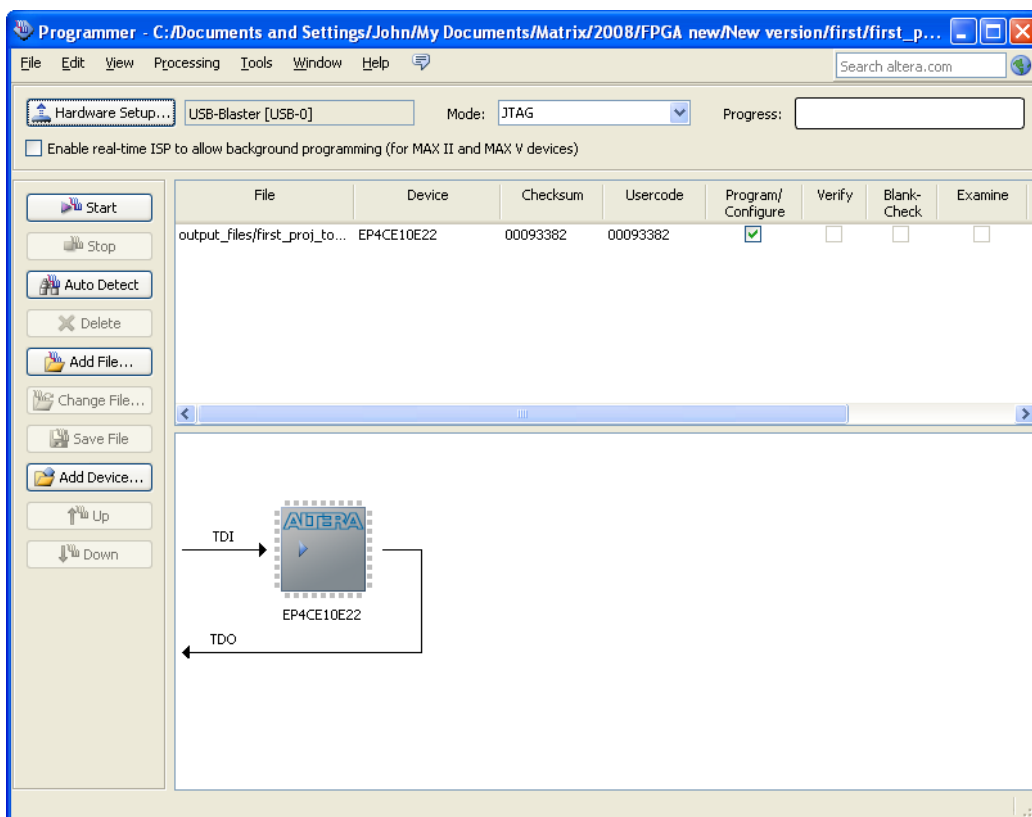 Programmer - C:/Documents and Settings/John/My Documents/Matrix/2008/FPGA new/New version/first/first_p...
File Edit View Processing Tools Window Help Search altera.com
Hardware Setup... USB-Blaster [USB-0] Mode: JTAG Progress:
Enable real-time ISP to allow background programming (for MAX II and MAX V devices)
Start
Stop
Auto Detect
Delete
Add File...
Change File...
Save File
Add Device...
Up
Down
File Device Checksum Usercode Program/ Verify Blank- Examine
Configure Check
output_files/first_proj_to... EP4CE10E22 00093382 00093382
ALTERA
TDI
EP4CE10E22
TDO